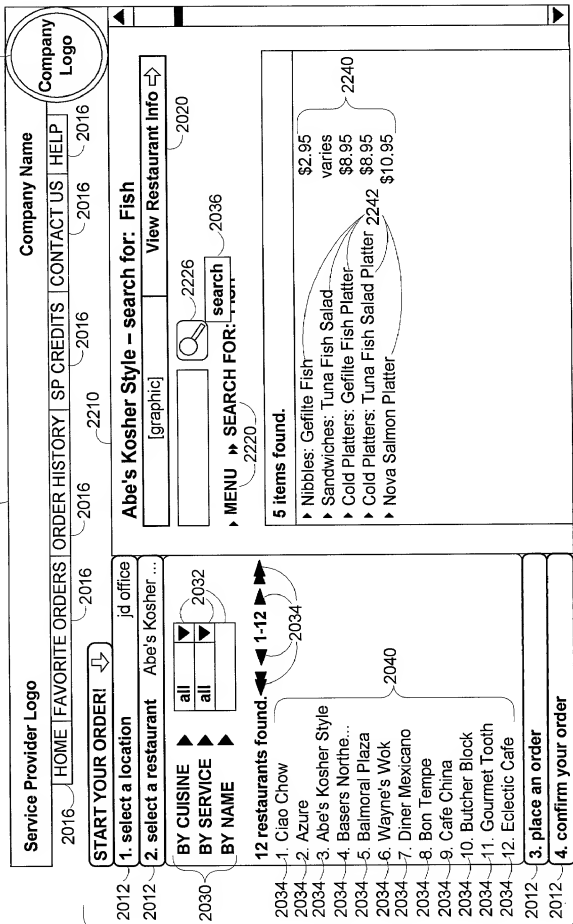 Service Provider Logo
Company Name
Company
Logo
2016 HOME FAVORITE ORDERS ORDER HISTORY SP CREDITS CONTACT US HELP
2016 2016 2016 2016 2016
START YOUR ORDER!
2210
2012 1. select a location jd office
2012 2. select a restaurant Abe's Kosher ...
2030
BY CUISINE all
BY SERVICE all
BY NAME
2032
12 restaurants found. 1-12
2034
2034 1. Ciao Chow
2034 2. Azure
2034 3. Abe's Kosher Style
2034 4. Basers Northe...
2034 5. Balmoral Plaza
2034 6. Wayne's Wok
2034 7. Diner Mexicano
2034 8. Bon Tempe
2034 9. Cafe China
2034 10. Butcher Block
2034 11. Gourmet Tooth
2034 12. Eclectic Cafe
2040
2012 3. place an order
2012 4. confirm your order
Abe's Kosher Style – search for: Fish
[graphic] View Restaurant Info
2020
2226
search
2036
MENU » SEARCH FOR:
2220
5 items found.
Nibbles: Gefilte Fish $2.95
Sandwiches: Tuna Fish Salad varies
Cold Platters: Gefilte Fish Platter $8.95
Cold Platters: Tuna Fish Salad Platter $8.95
Nova Salmon Platter $10.95
2242
2240